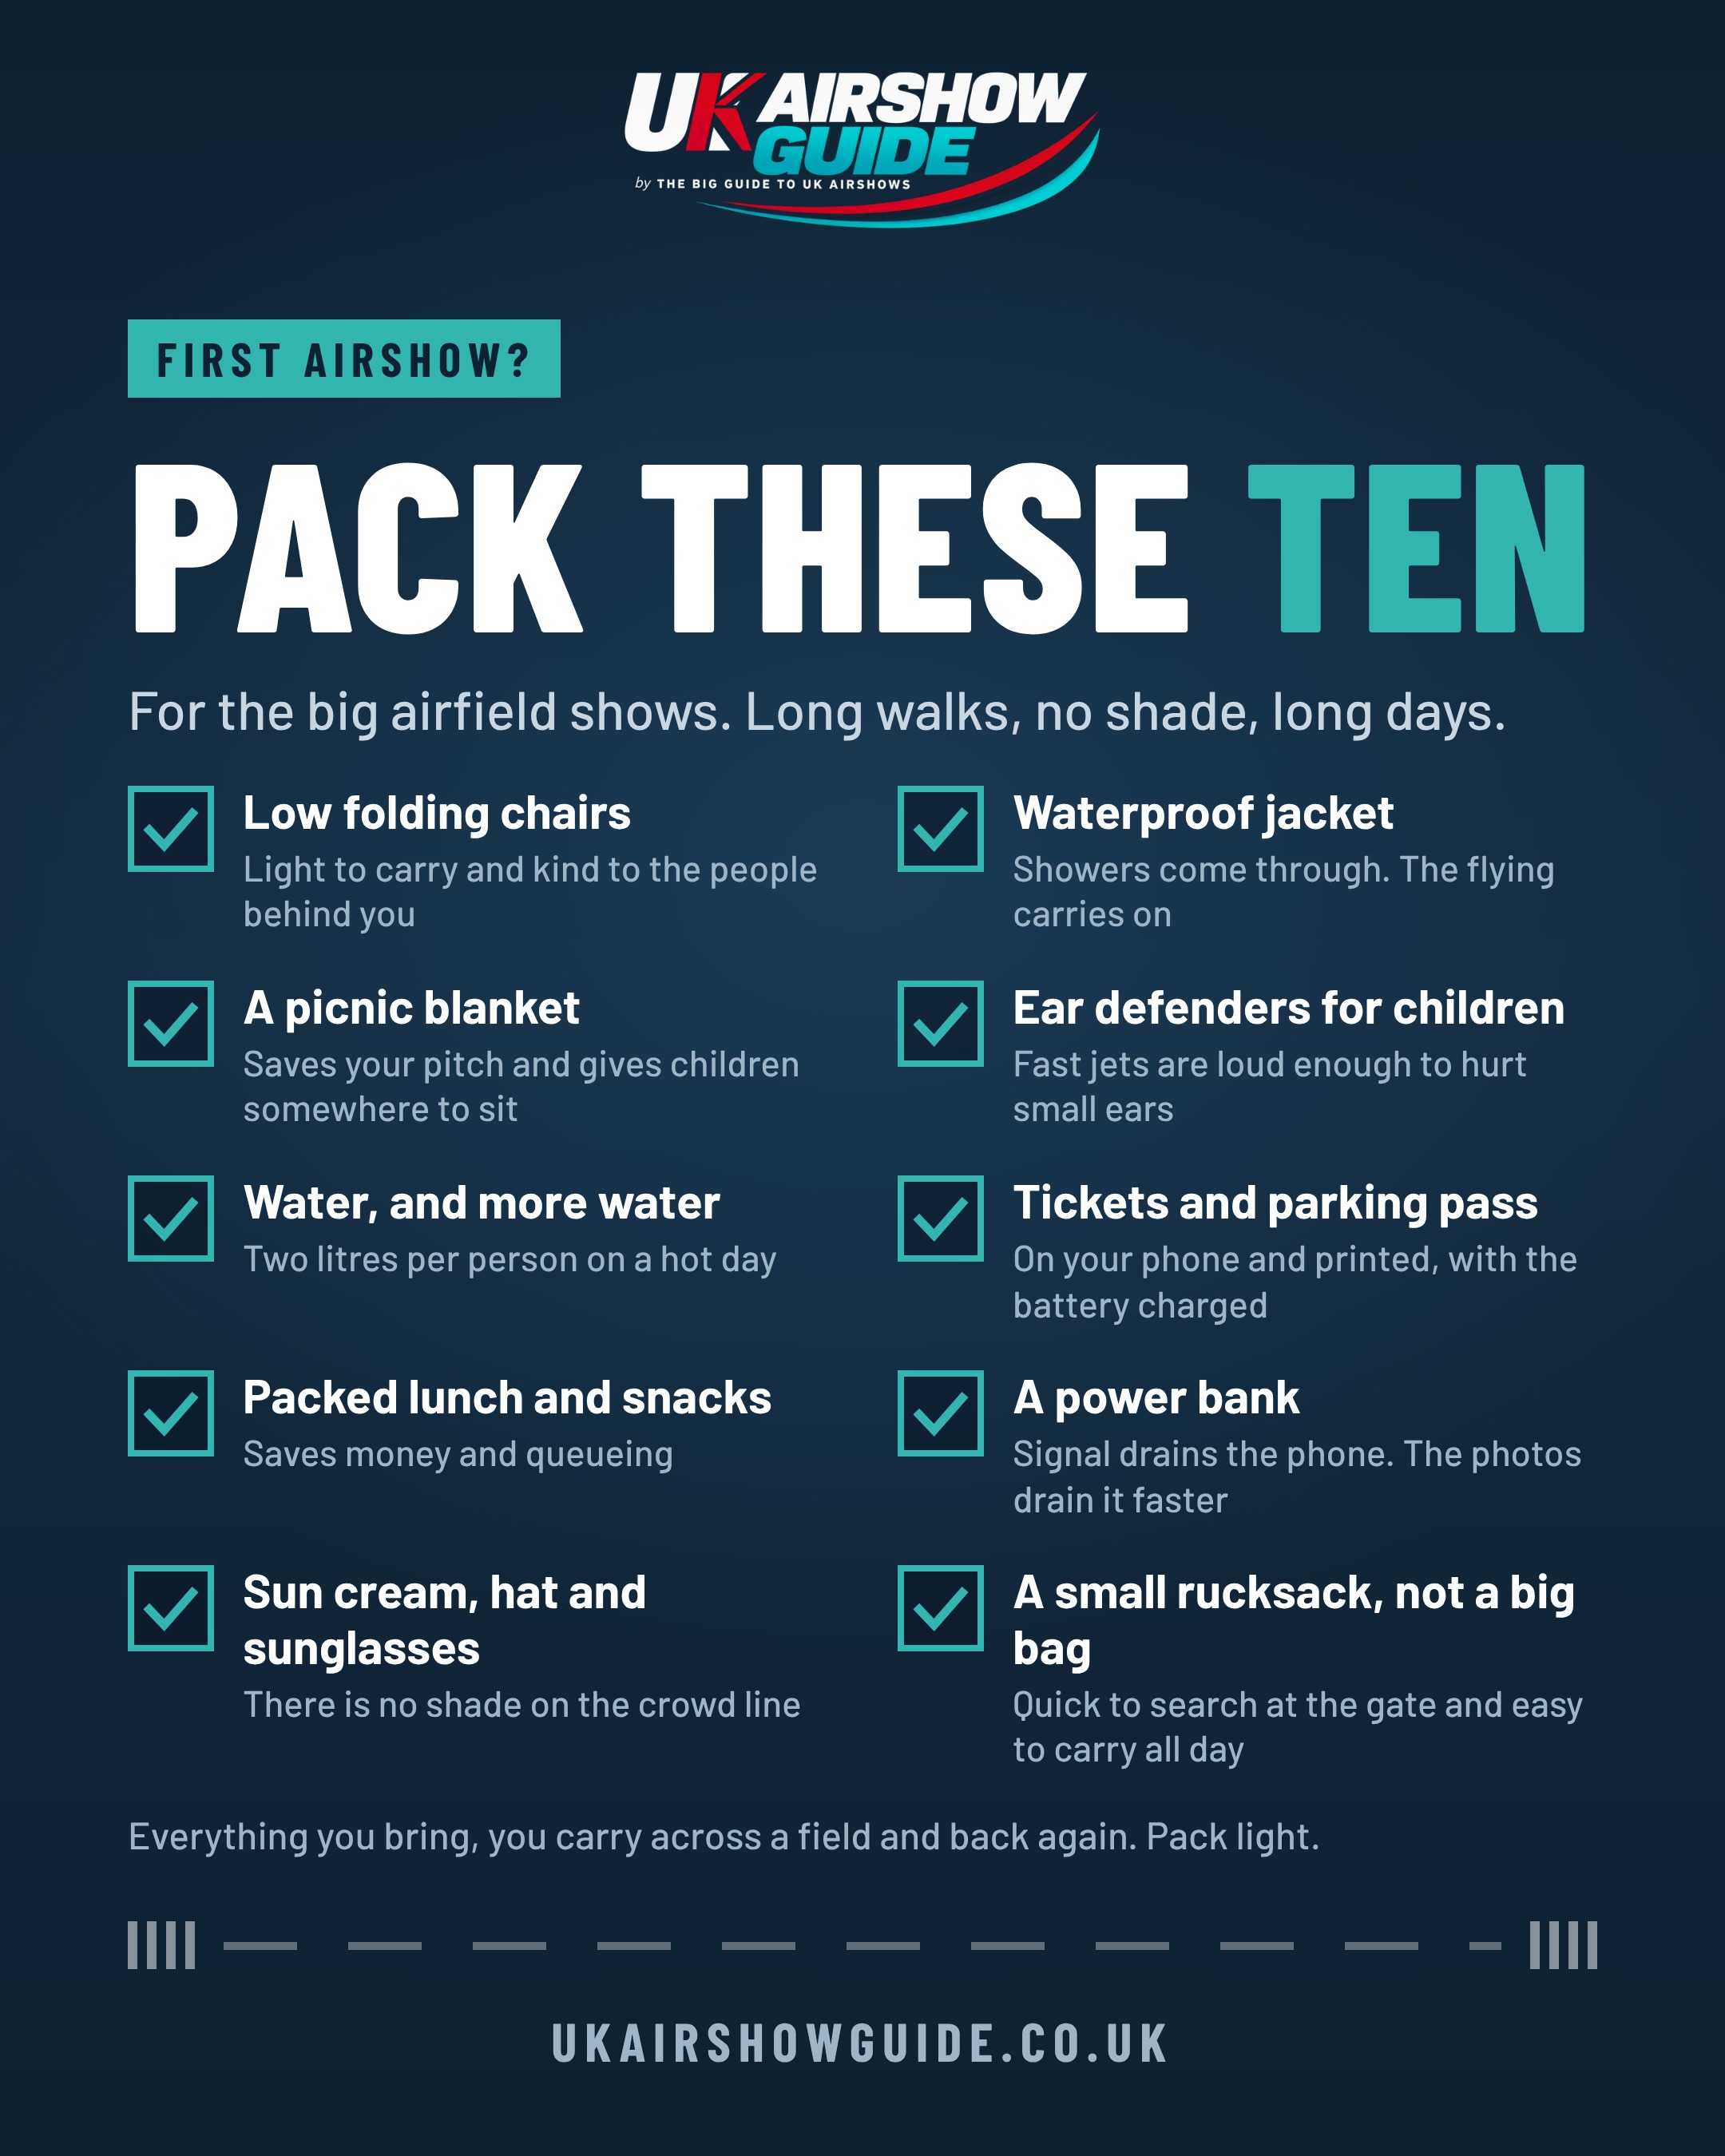 UK AIRSHOW
GUIDE
by THE BIG GUIDE TO UK AIRSHOWS
FIRST AIRSHOW?
PACK THESE TEN
For the big airfield shows. Long walks, no shade, long days.
Low folding chairs
Light to carry and kind to the people
behind you
A picnic blanket
Saves your pitch and gives children
somewhere to sit
Water, and more water
Two litres per person on a hot day
Packed lunch and snacks
Saves money and queueing
Sun cream, hat and
sunglasses
There is no shade on the crowd line
Waterproof jacket
Showers come through. The flying
carries on
Ear defenders for children
Fast jets are loud enough to hurt
small ears
Tickets and parking pass
On your phone and printed, with the
battery charged
A power bank
Signal drains the phone. The photos
drain it faster
A small rucksack, not a big
bag
Quick to search at the gate and easy
to carry all day
Everything you bring, you carry across a field and back again. Pack light.
UKAIRSHOWGUIDE.CO.UK